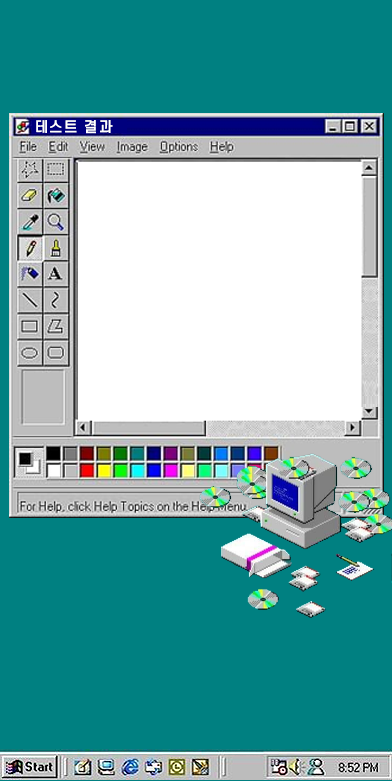 테스트 결과
File Edit View Image Options Help
A
For Help, click Help Topics on the Help Menu.
Start 8:52 PM